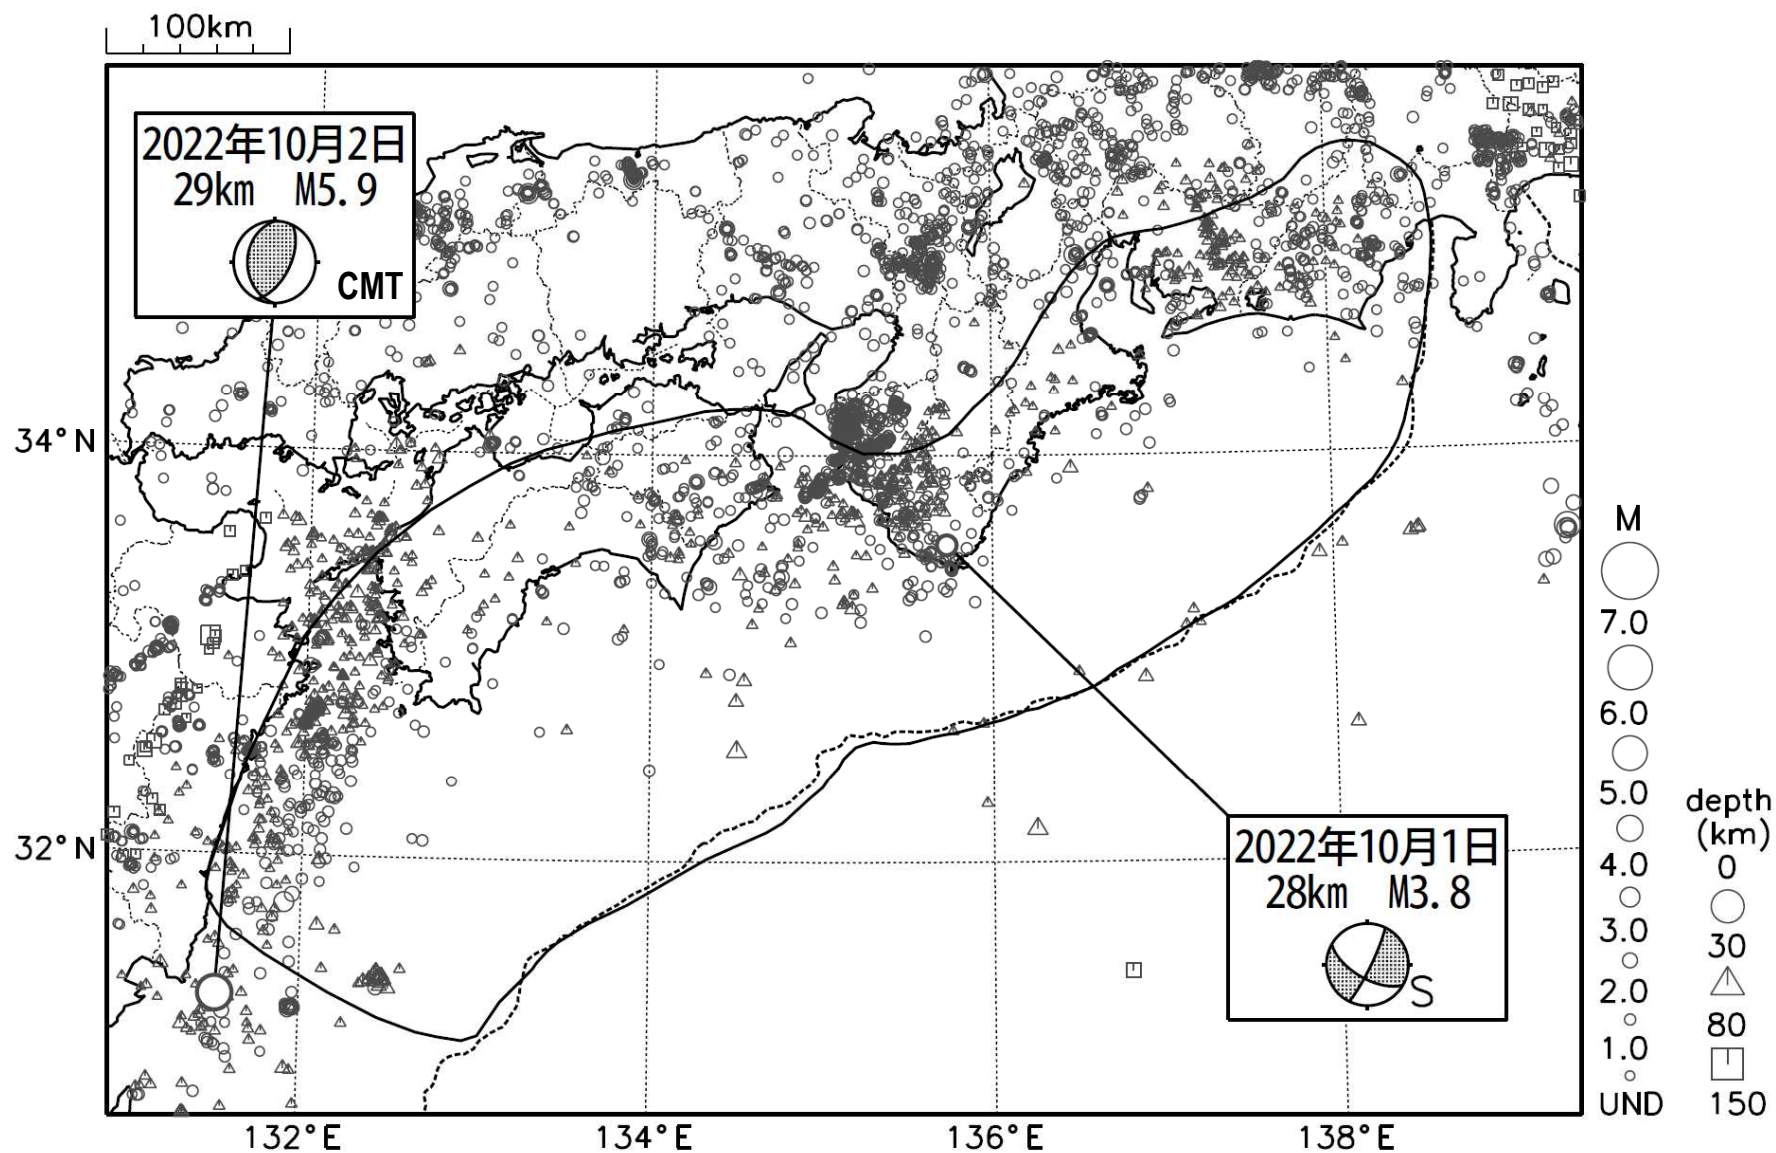 100km
2022年10月2日
29km M5.9
CMT
34°N
32°N
132°E
134°E
136°E
138°E
2022年10月1日
28km M3.8
S
M
7.0
6.0
5.0
4.0
3.0
2.0
1.0
UND
depth
(km)
0
30
80
150